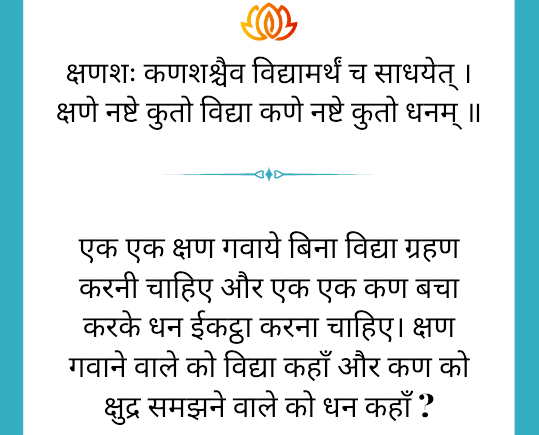 क्षणशः कणशश्चैव विद्यामर्थं च साधयेत् ।
क्षणे नष्टे कुतो विद्या कणे नष्टे कुतो धनम् ॥
एक एक क्षण गवाये बिना विद्या ग्रहण
करनी चाहिए और एक एक कण बचा
करके धन ईकट्ठा करना चाहिए। क्षण
गवाने वाले को विद्या कहाँ और कण को
क्षुद्र समझने वाले को धन कहाँ ?